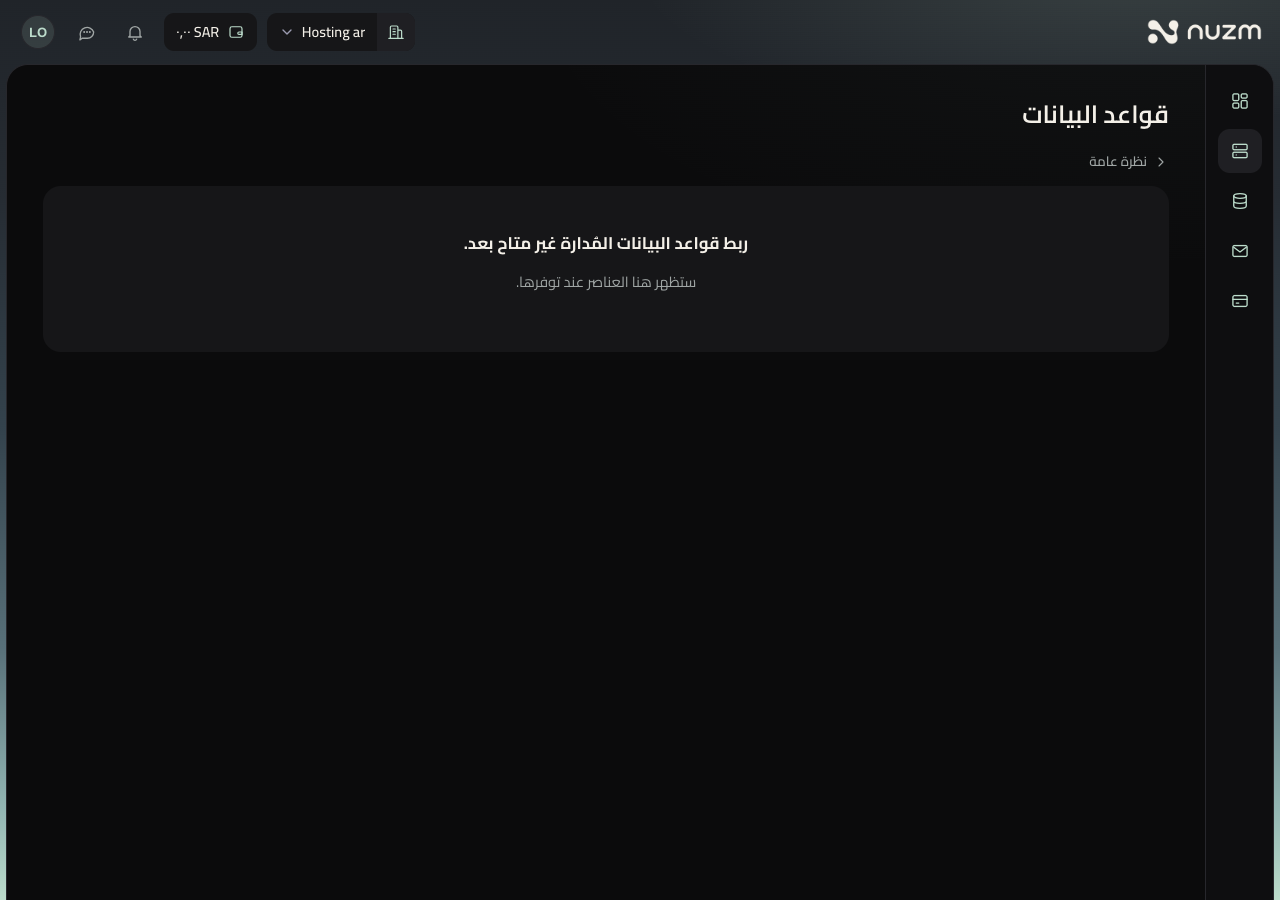 nuzm
Hosting ar
٠,٠٠ SAR
LO
قواعد البيانات
نظرة عامة
ربط قواعد البيانات المُدارة غير متاح بعد.
ستظهر هنا العناصر عند توفرها.